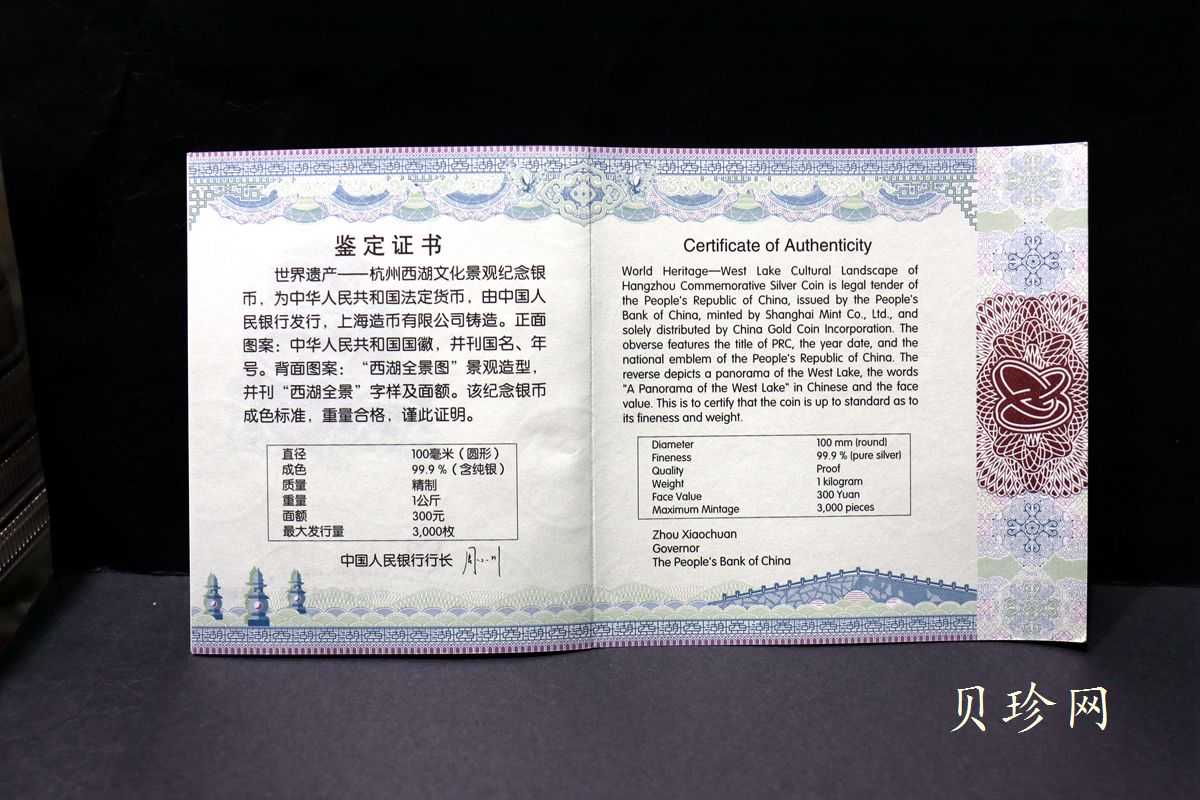 鉴定证书
世界遗产——杭州西湖文化景观纪念银
币，为中华人民共和国法定货币，由中国人
民银行发行，上海造币有限公司铸造。正面
图案：中华人民共和国国徽，并刊国名、年
号。背面图案：“西湖全景图”景观造型，
并刊“西湖全景”字样及面额。该纪念银币
成色标准，重量合格，谨此证明。
直径 100毫米（圆形）
成色 99.9 %（含纯银）
质量 精制
重量 1公斤
面额 300元
最大发行量 3,000枚
中国人民银行行长
Certificate of Authenticity
World Heritage—West Lake Cultural Landscape of
Hangzhou Commemorative Silver Coin is legal tender of
the People's Republic of China, issued by the People's
Bank of China, minted by Shanghai Mint Co., Ltd., and
solely distributed by China Gold Coin Incorporation. The
obverse features the title of PRC, the year date, and the
national emblem of the People's Republic of China. The
reverse depicts a panorama of the West Lake, the words
"A Panorama of the West Lake" in Chinese and the face
value. This is to certify that the coin is up to standard as to
its fineness and weight.
Diameter 100 mm (round)
Fineness 99.9 % (pure silver)
Quality Proof
Weight 1 kilogram
Face Value 300 Yuan
Maximum Mintage 3,000 pieces
Zhou Xiaochuan
Governor
The People's Bank of China
贝珍网